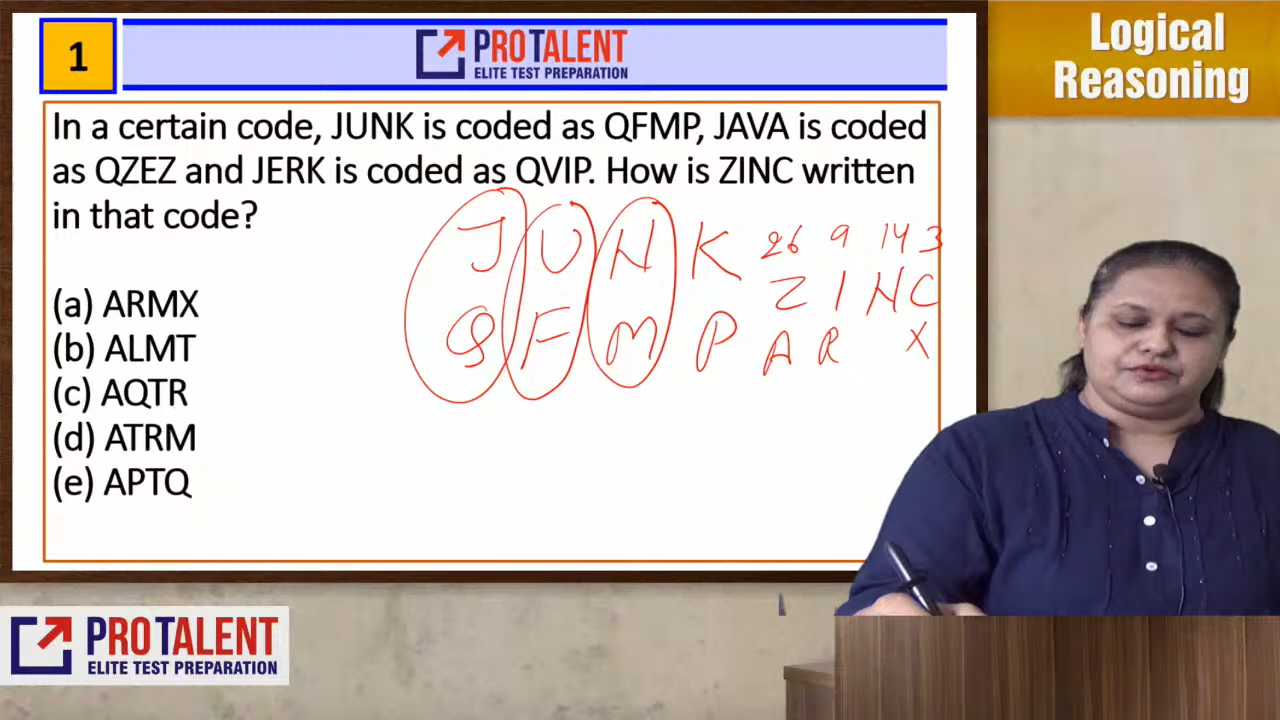 1
PROTALENT
ELITE TEST PREPARATION
Logical
Reasoning
In a certain code, JUNK is coded as QFMP, JAVA is coded
as QZEZ and JERK is coded as QVIP. How is ZINC written
in that code?
(a) ARMX
(b) ALMT
(c) AQTR
(d) ATRM
(e) APTQ
J U N K
Q F M P
26 9 14 3
Z I N C
A R X
PROTALENT
ELITE TEST PREPARATION